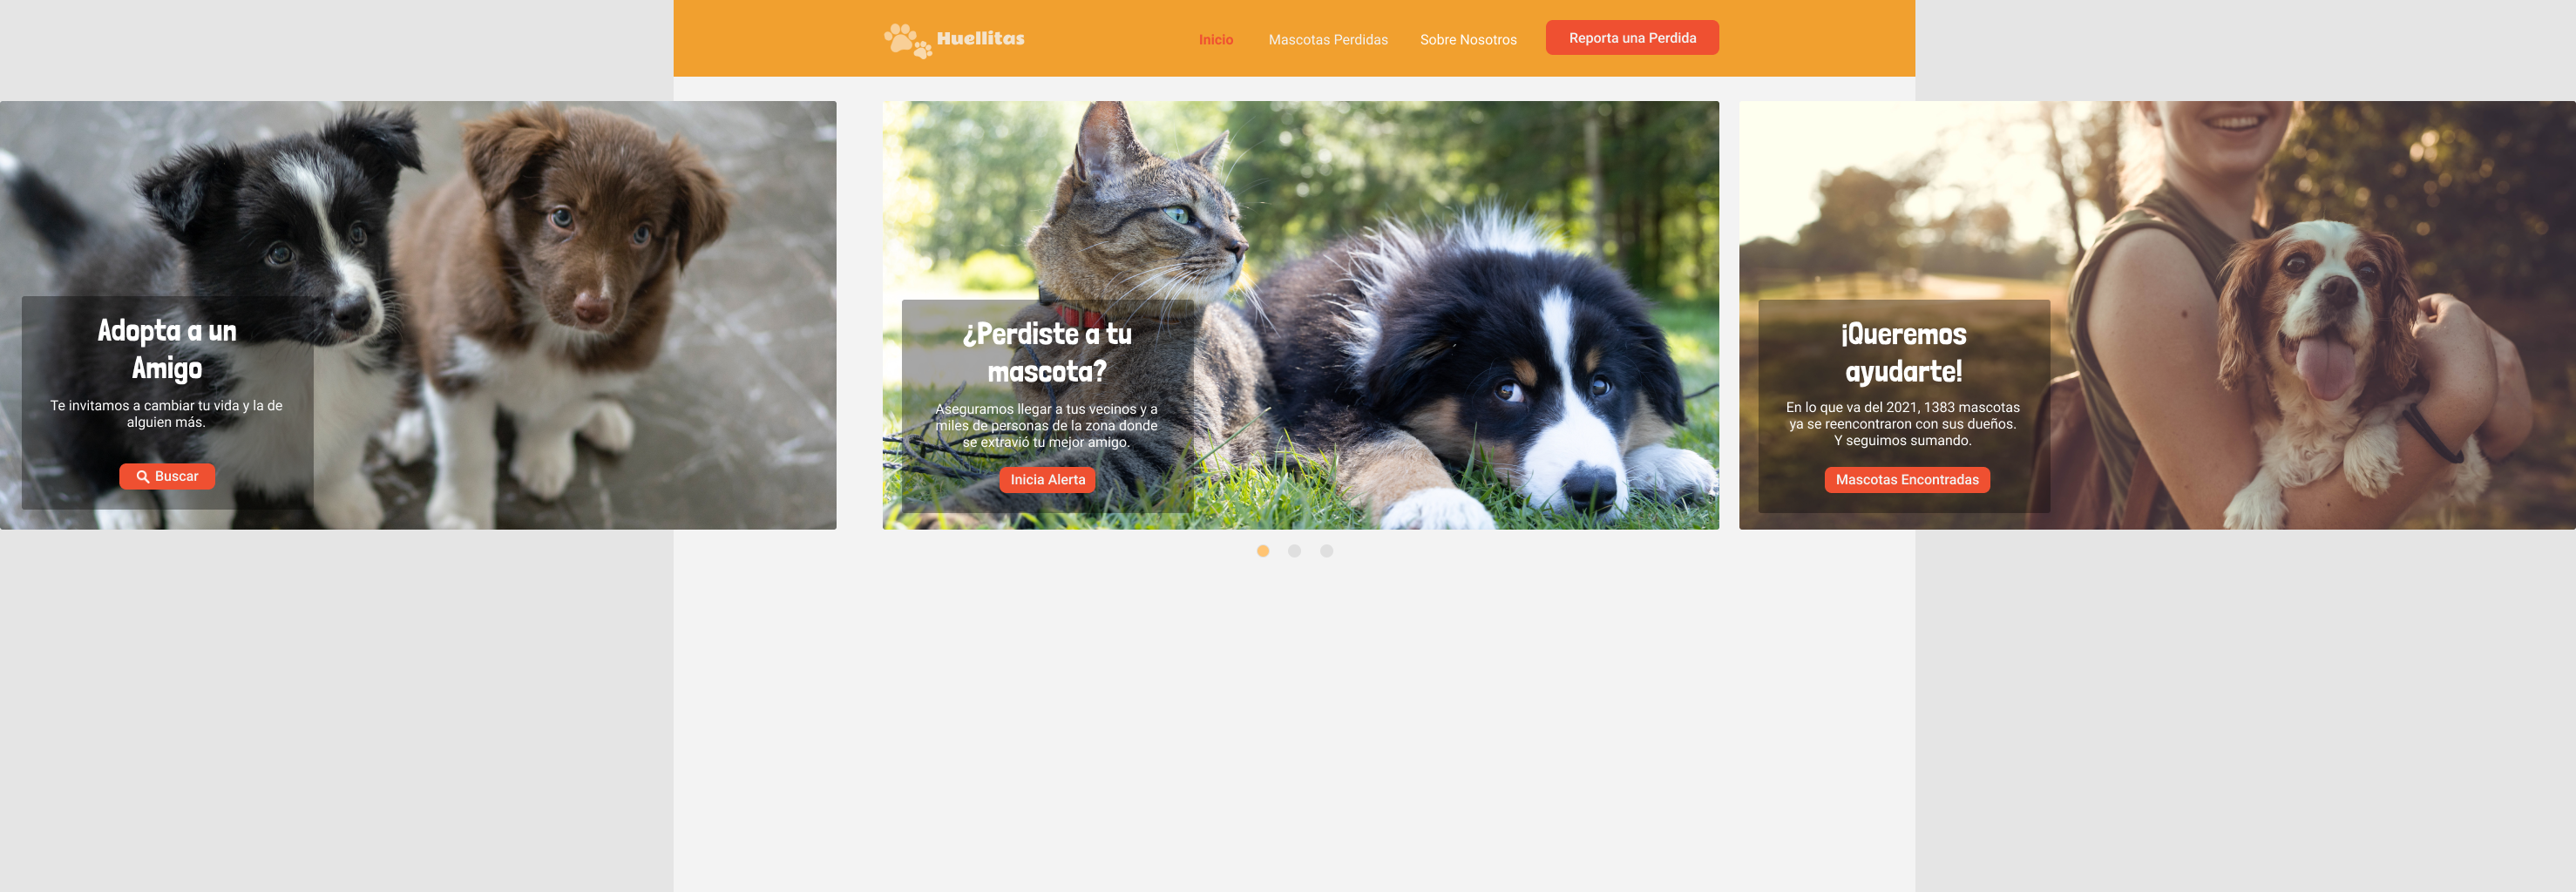 Huellitas
Inicio
Mascotas Perdidas
Sobre Nosotros
Reporta una Perdida
Adopta a un
Amigo
Te invitamos a cambiar tu vida y la de
alguien más.
Buscar
¿Perdiste a tu
mascota?
Aseguramos llegar a tus vecinos y a
miles de personas de la zona donde
se extravió tu mejor amigo.
Inicia Alerta
¡Queremos
ayudarte!
En lo que va del 2021, 1383 mascotas
ya se reencontraron con sus dueños.
Y seguimos sumando.
Mascotas Encontradas